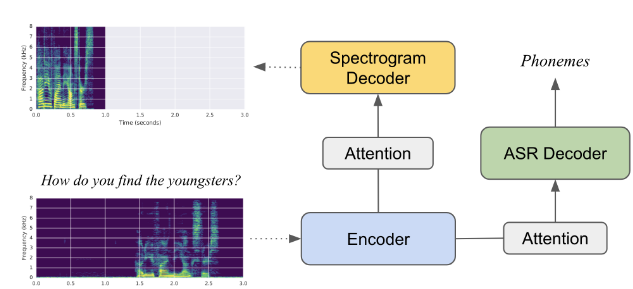 8
7
6
5
4
3
2
1
0
Frequency (kHz)
0.0 0.5 1.0 1.5 2.0 2.5 3.0
Time (seconds)
Spectrogram
Decoder
Phonemes
Attention
ASR Decoder
How do you find the youngsters?
8
7
6
5
4
3
2
1
0
Frequency (kHz)
0.0 0.5 1.0 1.5 2.0 2.5 3.0
Encoder
Attention